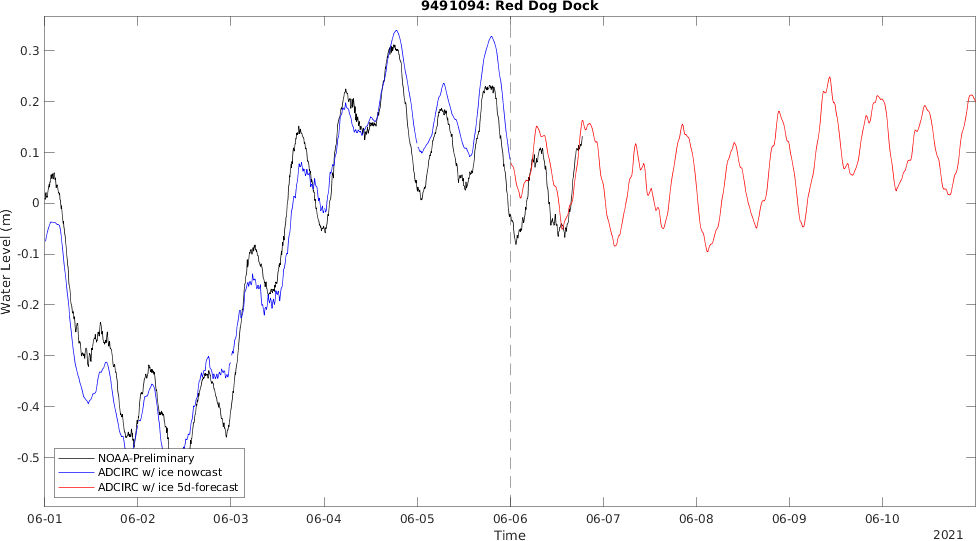 9491094: Red Dog Dock
Water Level (m)
0.3
0.2
0.1
0
-0.1
-0.2
-0.3
-0.4
-0.5
NOAA-Preliminary
ADCIRC w/ ice nowcast
ADCIRC w/ ice 5d-forecast
06-01 06-02 06-03 06-04 06-05 06-06 06-07 06-08 06-09 06-10
Time
2021